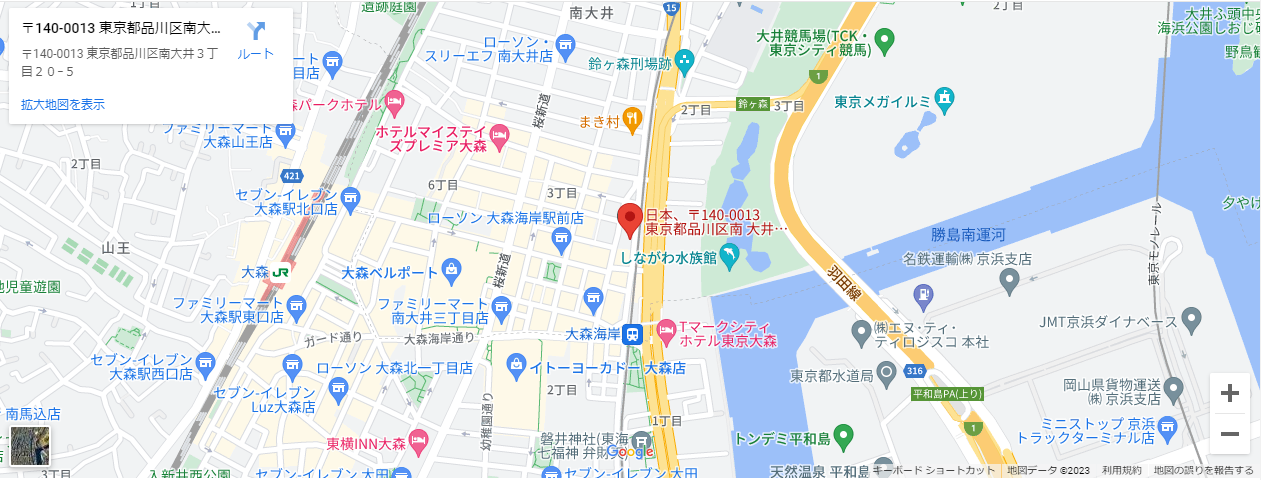 〒140-0013 東京都品川区南大…
〒140-0013 東京都品川区南大井３丁
目２０−５
ルート
拡大地図を表示
遺跡庭園
南大井
15
2丁目
大井ふ頭中央
海浜公園しおじ
野鳥観
ローソン・
スリーエフ 南大井店
大井競馬場(TCK・
東京シティ競馬)
鈴ヶ森刑場跡
1
目店
パークホテル
桜新道
まき村
2丁目
鈴ヶ森
3丁目
東京メガイルミ
ファミリーマート
大森山王店
ホテルマイステイ
ズプレミア大森
2丁目
421
6丁目
3丁目
セブン-イレブン
大森駅北口店
ローソン 大森海岸駅前店
日本、〒140-0013
東京都品川区南 大井…
夕やけ
山王
しながわ水族館
勝島南運河
名鉄運輸㈱ 京浜支店
東京モノレール
大森
JR
大森ベルポート
桜新道
羽田線
地児童遊園
ファミリーマート
大森駅東口店
ファミリーマート
南大井三丁目店
ガード通り
大森海岸通り
大森海岸
Tマークシティ
ホテル東京大森
㈱エヌ・ティ・
ティロジスコ 本社
JMT京浜ダイナベース
セブン-イレブン
大森駅西口店
ローソン 大森北一丁目店
イトーヨーカドー 大森店
東京都水道局
316
平和島PA(上り)
岡山県貨物運送
㈱ 京浜支店
セブン-イレブン
Luz大森店
2丁目
幼稚園通り
1丁目
1
南馬込店
東横INN大森
磐井神社(東海
七福神 弁財
Google
トンデミ平和島
ミニストップ 京浜
トラックターミナル店
3丁目
入新井西公園
セブン-イレブン 大田
セブン-イレブン 大田
天然温泉 平和島
キーボード ショートカット
地図データ ©2023
利用規約
地図の誤りを報告する